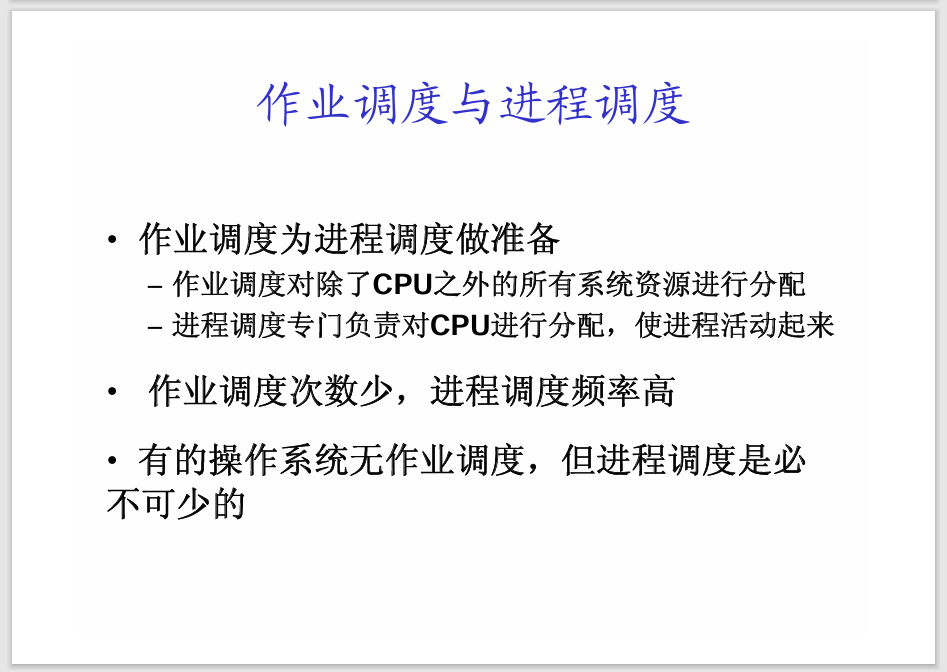 作业调度与进程调度
• 作业调度为进程调度做准备
– 作业调度对除了CPU之外的所有系统资源进行分配
– 进程调度专门负责对CPU进行分配，使进程活动起来
• 作业调度次数少，进程调度频率高
• 有的操作系统无作业调度，但进程调度是必
不可少的